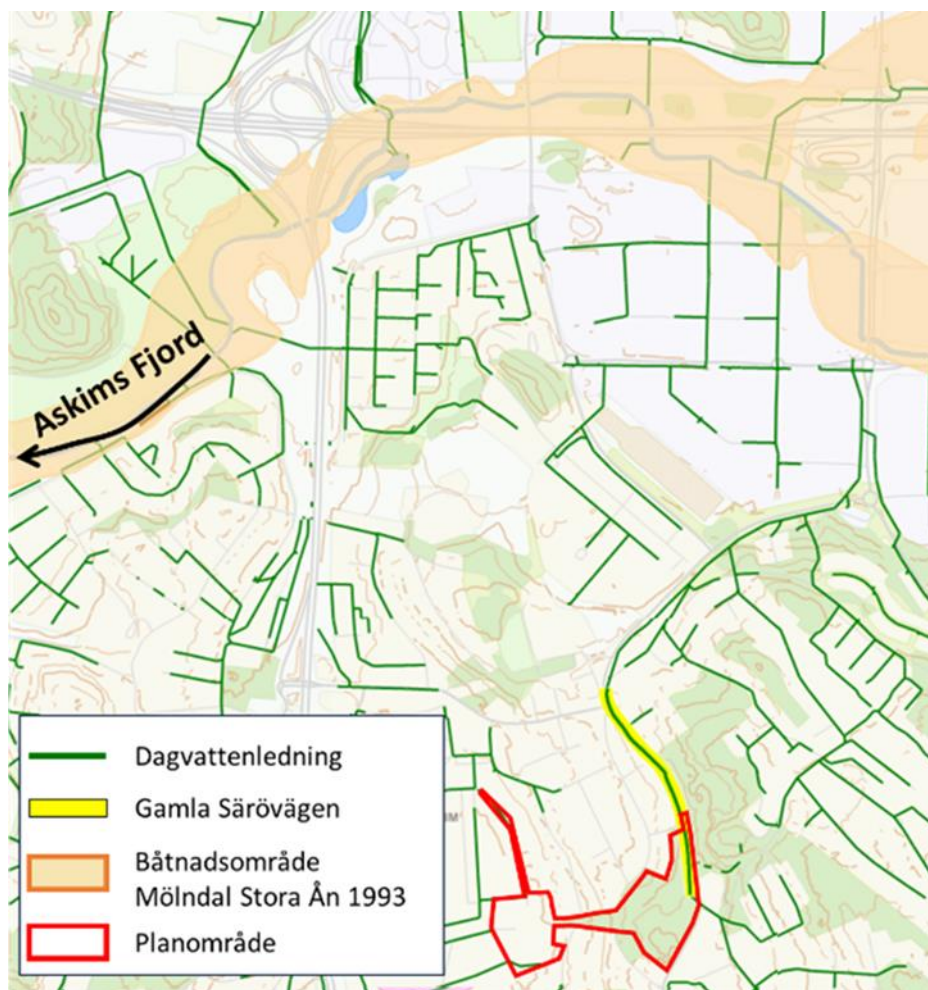 Askims Fjord
Dagvattenledning
Gamla Särövägen
Båtnadsområde
Mölndal Stora Ån 1993
Planområde